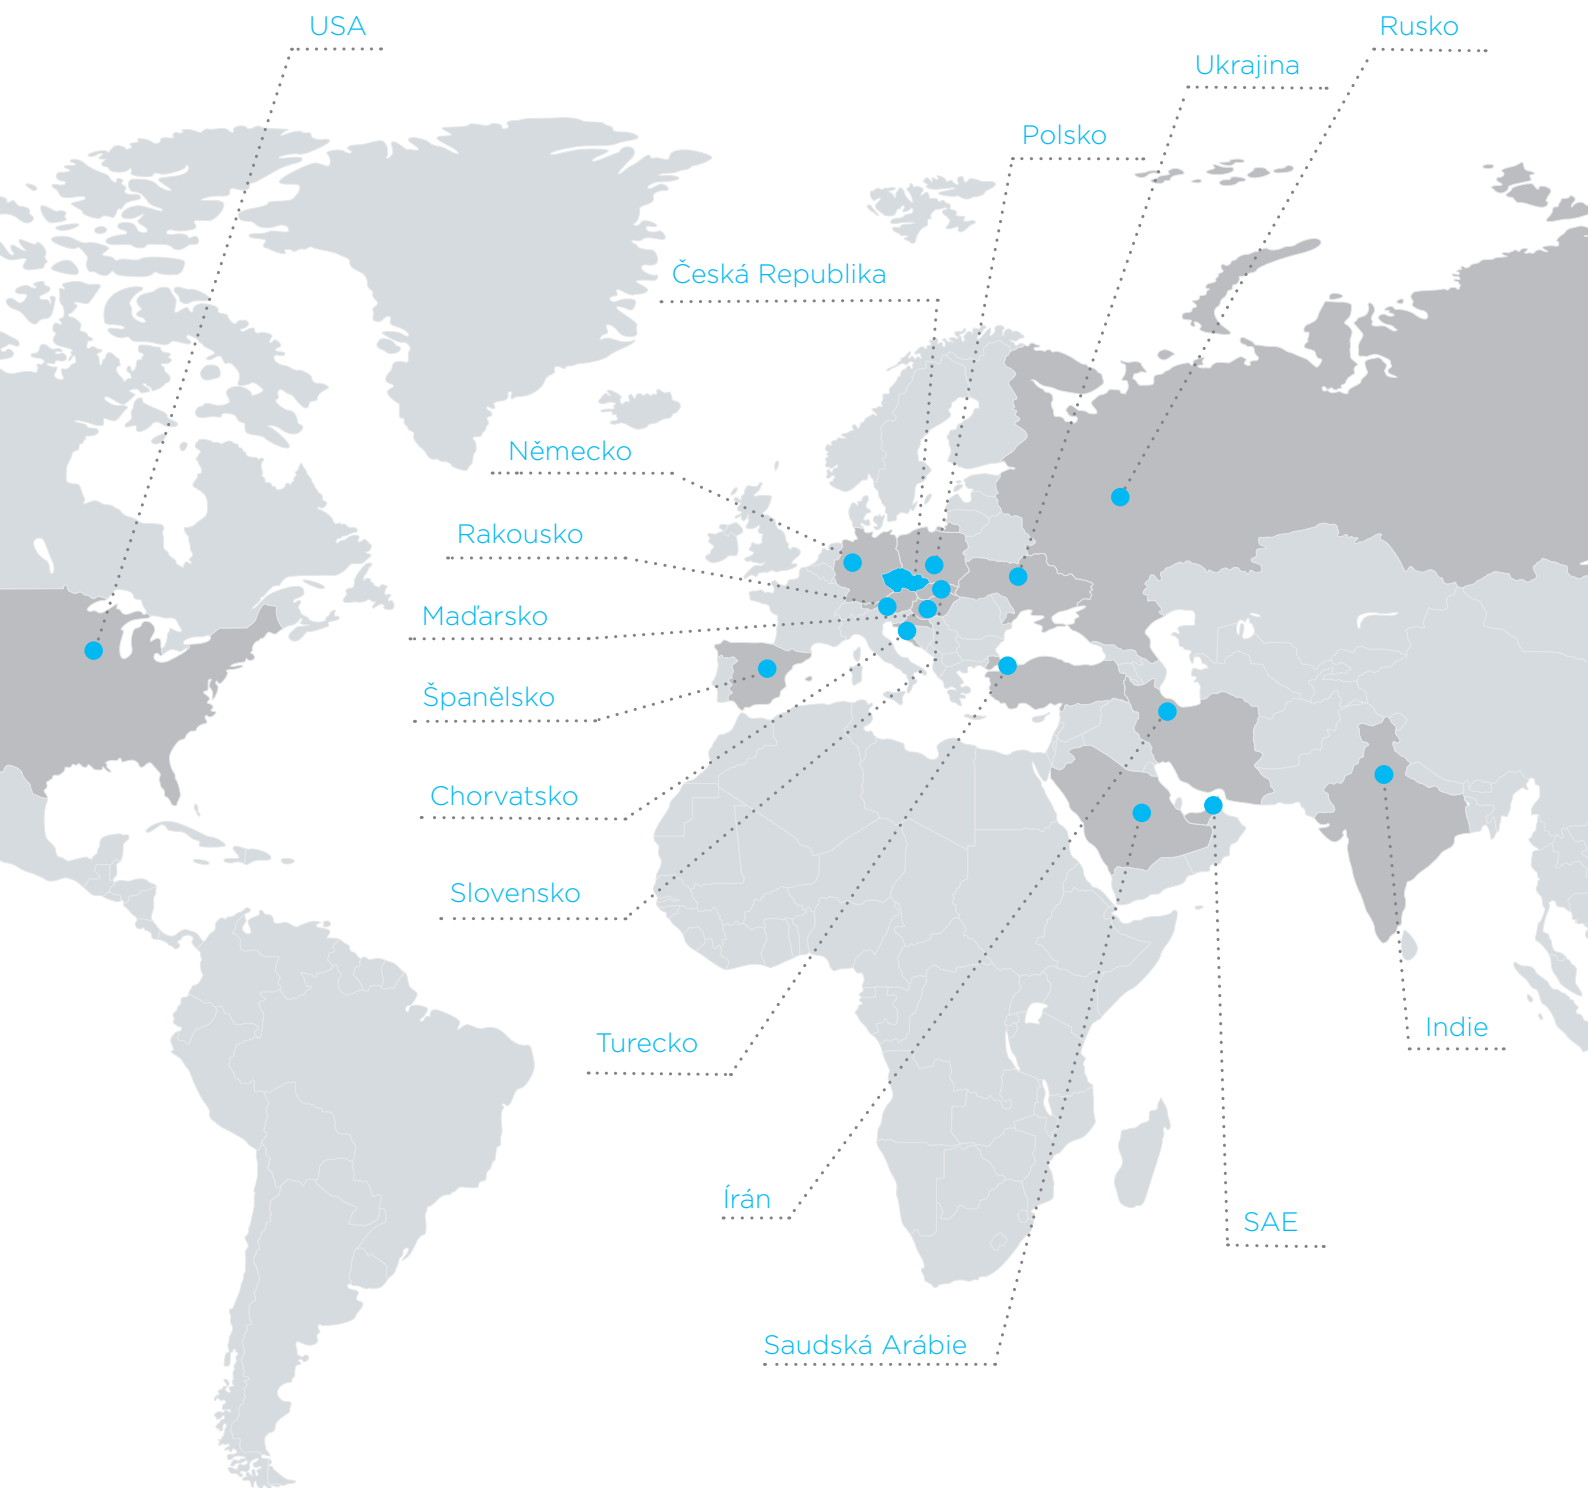 USA
Rusko
Ukrajina
Polsko
Česká Republika
Německo
Rakousko
Maďarsko
Španělsko
Chorvatsko
Slovensko
Turecko
Indie
Írán
SAE
Saudská Arábie